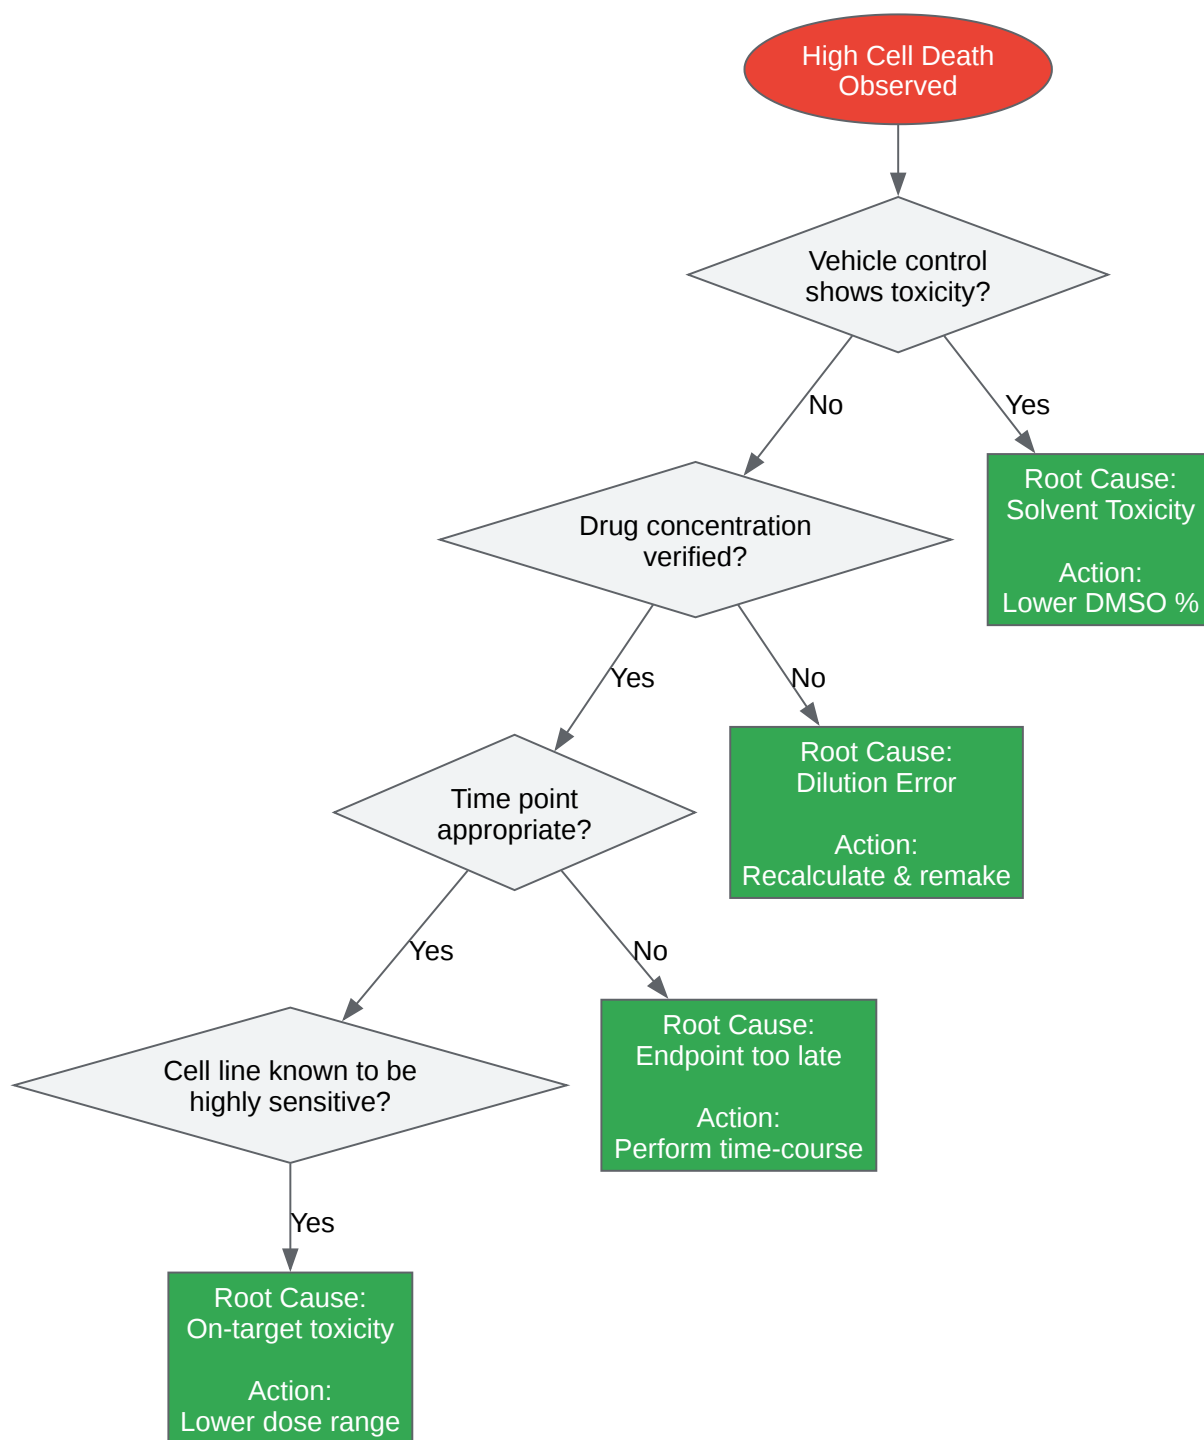 High Cell Death
Observed
Vehicle control
shows toxicity?
No
Yes
Root Cause:
Solvent Toxicity
Action:
Lower DMSO %
Drug concentration
verified?
Yes
No
Root Cause:
Dilution Error
Action:
Recalculate & remake
Time point
appropriate?
Yes
No
Root Cause:
Endpoint too late
Action:
Perform time-course
Cell line known to be
highly sensitive?
Yes
Root Cause:
On-target toxicity
Action:
Lower dose range